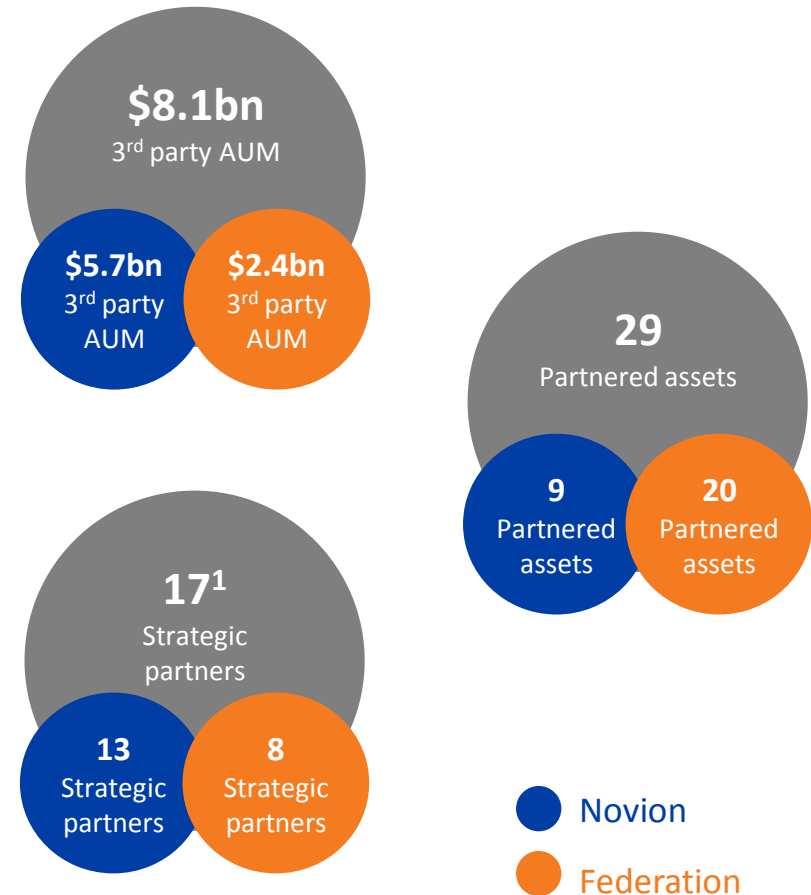 $8.1bn
3rd party AUM
$5.7bn
3rd party
AUM
$2.4bn
3rd party
AUM
29
Partnered assets
9
Partnered
assets
20
Partnered
assets
17¹
Strategic
partners
13
Strategic
partners
8
Strategic
partners
Novion
Federation